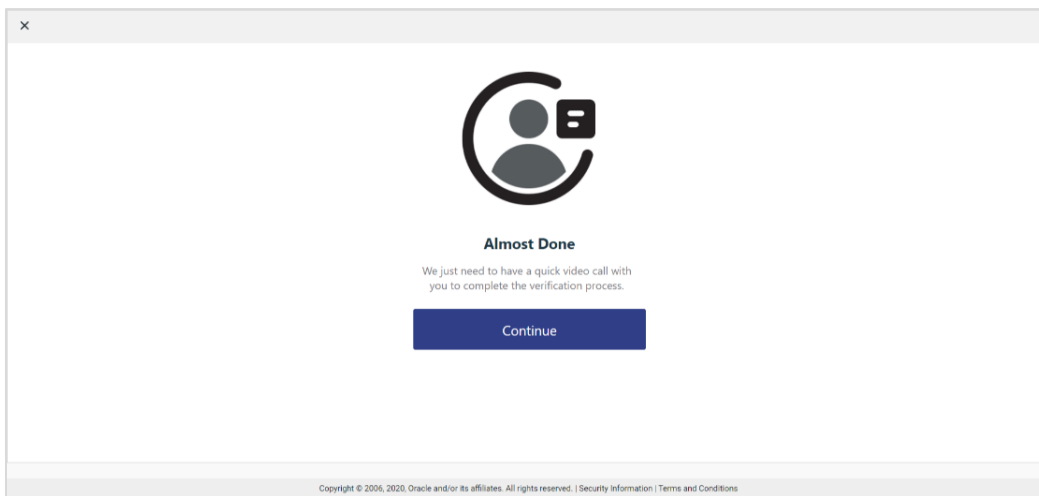 Almost Done
We just need to have a quick video call with
you to complete the verification process.
Continue
Copyright © 2006, 2020, Oracle and/or its affiliates. All rights reserved. | Security Information | Terms and Conditions